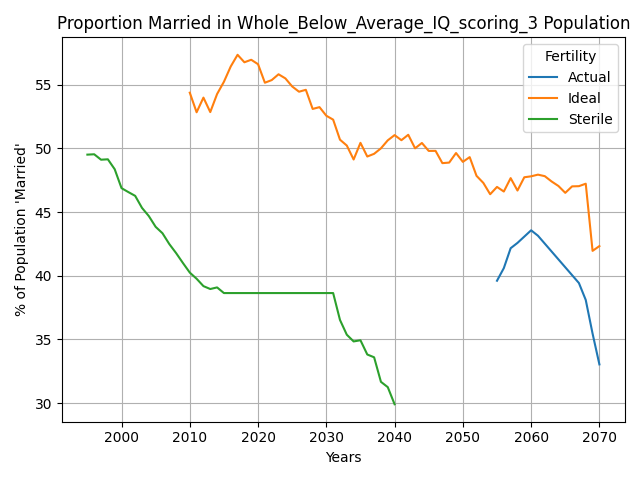 Proportion Married in Whole_Below_Average_IQ_scoring_3 Population
Fertility
Actual
Ideal
Sterile
% of Population 'Married'
55
50
45
40
35
30
2000
2010
2020
2030
2040
2050
2060
2070
Years